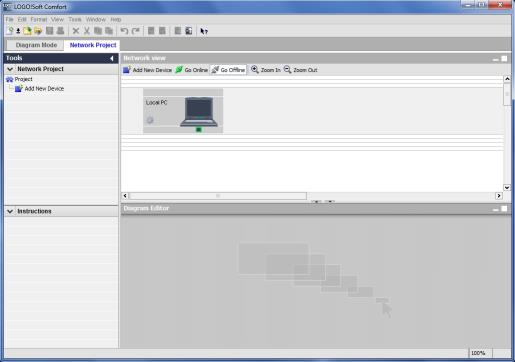 LOGO!Soft Comfort
File Edit Format View Tools Window Help
Diagram Mode Network Project
Tools
Network Project
Project
Add New Device
Instructions
Network view
Add New Device Go Online Go Offline Zoom In Zoom Out
Local PC
Diagram Editor
100%